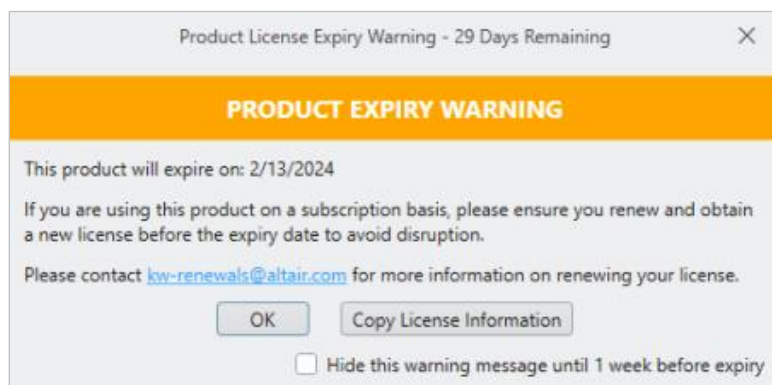 Product License Expiry Warning - 29 Days Remaining
PRODUCT EXPIRY WARNING
This product will expire on: 2/13/2024
If you are using this product on a subscription basis, please ensure you renew and obtain
a new license before the expiry date to avoid disruption.
Please contact kw-renewals@altair.com for more information on renewing your license.
OK Copy License Information
Hide this warning message until 1 week before expiry